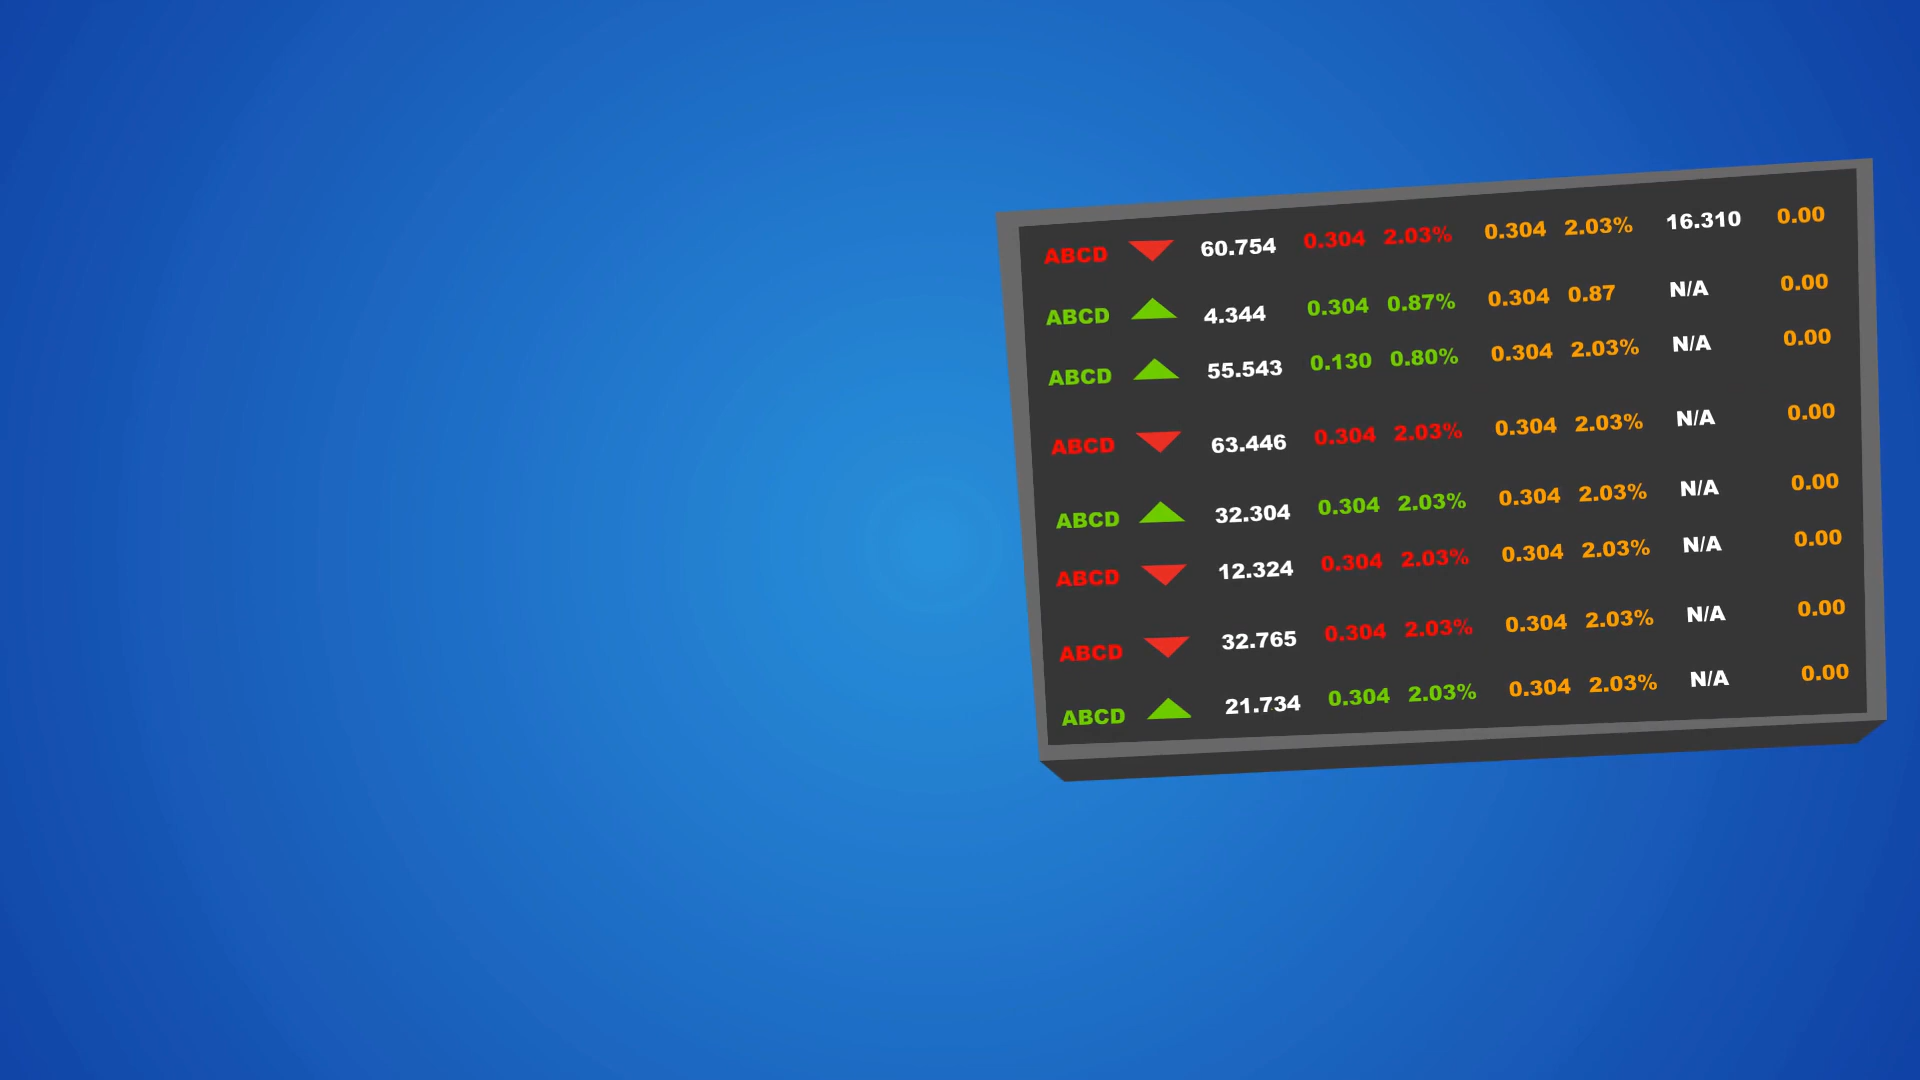 ABCD 60.754 0.304 2.03% 0.304 2.03% 16.310 0.00
ABCD 4.344 0.304 0.87% 0.304 0.87 N/A 0.00
ABCD 55.543 0.130 0.80% 0.304 2.03% N/A 0.00
ABCD 63.446 0.304 2.03% 0.304 2.03% N/A 0.00
ABCD 32.304 0.304 2.03% 0.304 2.03% N/A 0.00
ABCD 12.324 0.304 2.03% 0.304 2.03% N/A 0.00
ABCD 32.765 0.304 2.03% 0.304 2.03% N/A 0.00
ABCD 21.734 0.304 2.03% 0.304 2.03% N/A 0.00